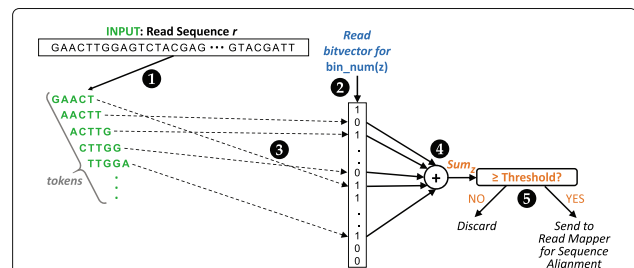 INPUT: Read Sequence r
GAACTTGGAGTCTACGAG ··· GTACGATT
Read
bitvector for
bin_num(z)
1
2
GAACT
AACTT
ACTTG
CTTGG
TTGGA
tokens
3
1
0
1
.
.
0
1
1
.
.
1
0
0
4
+
Sum_z
≥ Threshold?
NO
5
YES
Discard
Send to
Read Mapper
for Sequence
Alignment